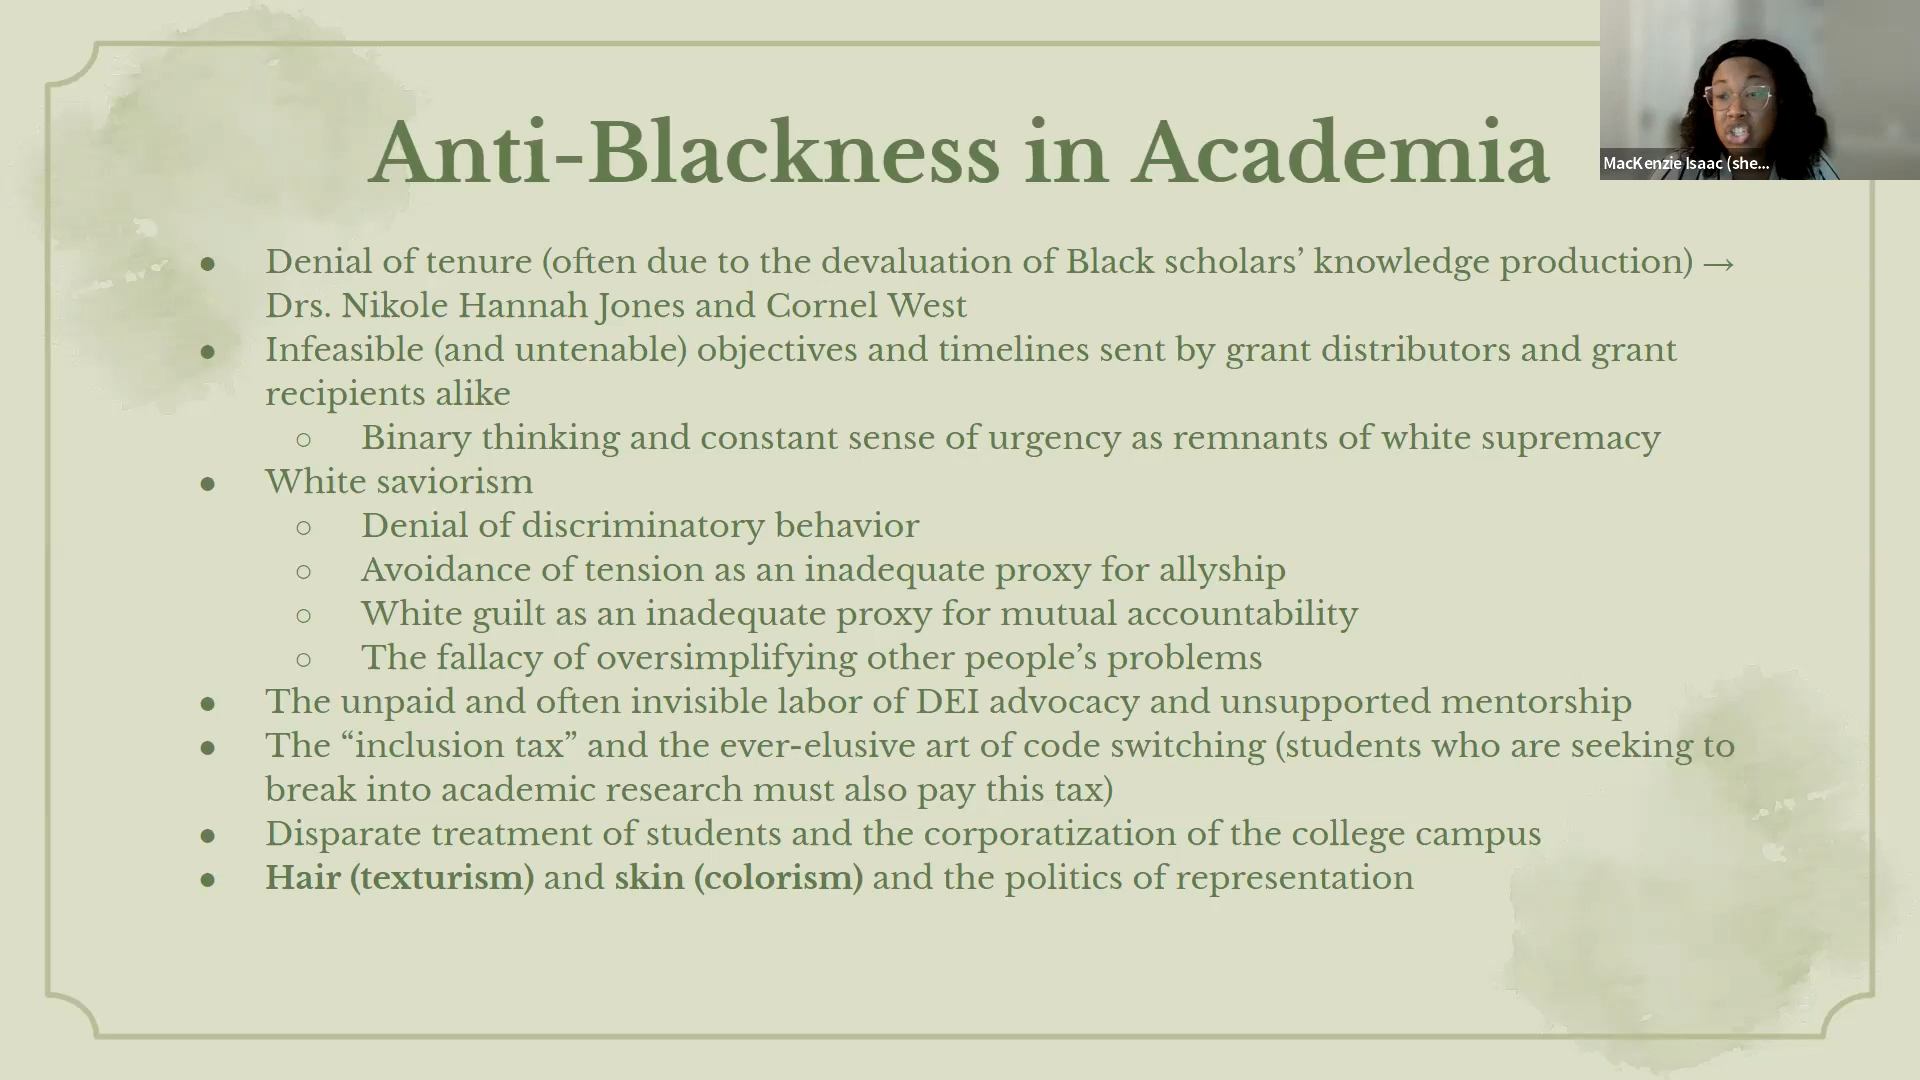 Anti-Blackness in Academia
MacKenzie Isaac (she...
● Denial of tenure (often due to the devaluation of Black scholars’ knowledge production) →
Drs. Nikole Hannah Jones and Cornel West
● Infeasible (and untenable) objectives and timelines sent by grant distributors and grant
recipients alike
○ Binary thinking and constant sense of urgency as remnants of white supremacy
● White saviorism
○ Denial of discriminatory behavior
○ Avoidance of tension as an inadequate proxy for allyship
○ White guilt as an inadequate proxy for mutual accountability
○ The fallacy of oversimplifying other people’s problems
● The unpaid and often invisible labor of DEI advocacy and unsupported mentorship
● The “inclusion tax” and the ever-elusive art of code switching (students who are seeking to
break into academic research must also pay this tax)
● Disparate treatment of students and the corporatization of the college campus
● Hair (texturism) and skin (colorism) and the politics of representation